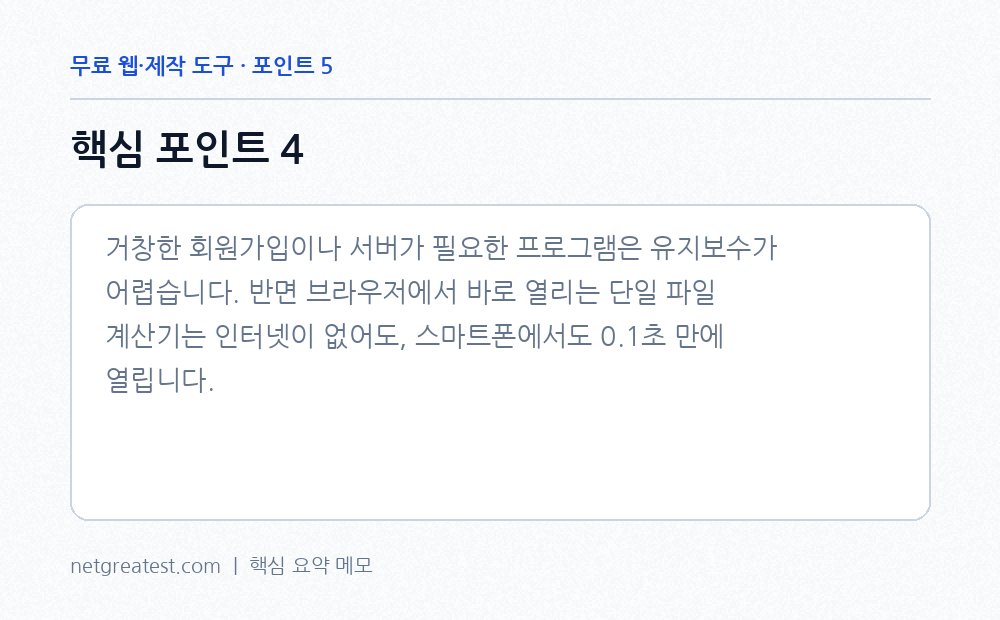 무료 웹·제작 도구 · 포인트 5
핵심 포인트 4
거창한 회원가입이나 서버가 필요한 프로그램은 유지보수가
어렵습니다. 반면 브라우저에서 바로 열리는 단일 파일
계산기는 인터넷이 없어도, 스마트폰에서도 0.1초 만에
열립니다.
netgreatest.com | 핵심 요약 메모